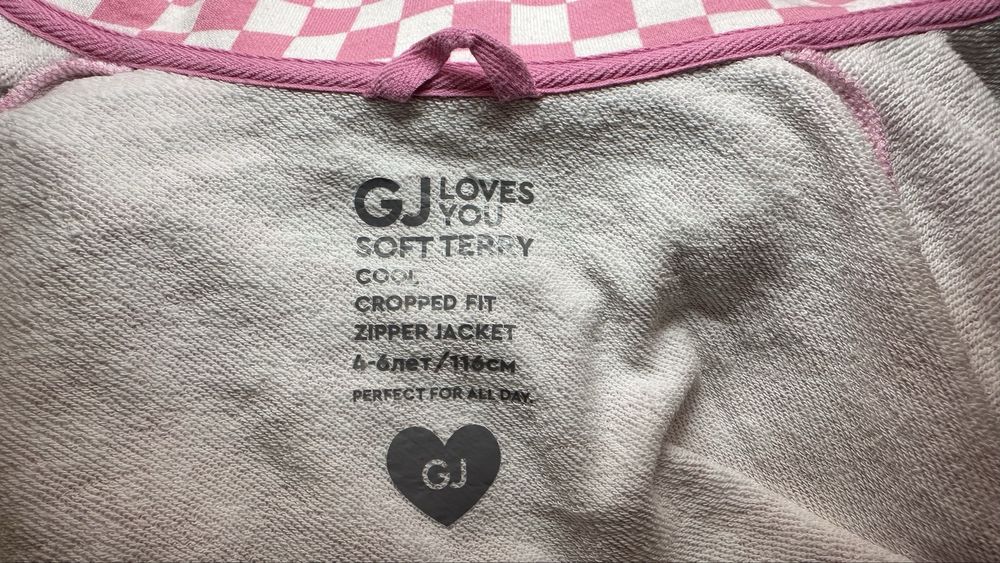 GJ LOVES
YOU
SOFT TERRY
COOL
CROPPED FIT
ZIPPER JACKET
4-6лет/116см
PERFECT FOR ALL DAY.
GJ